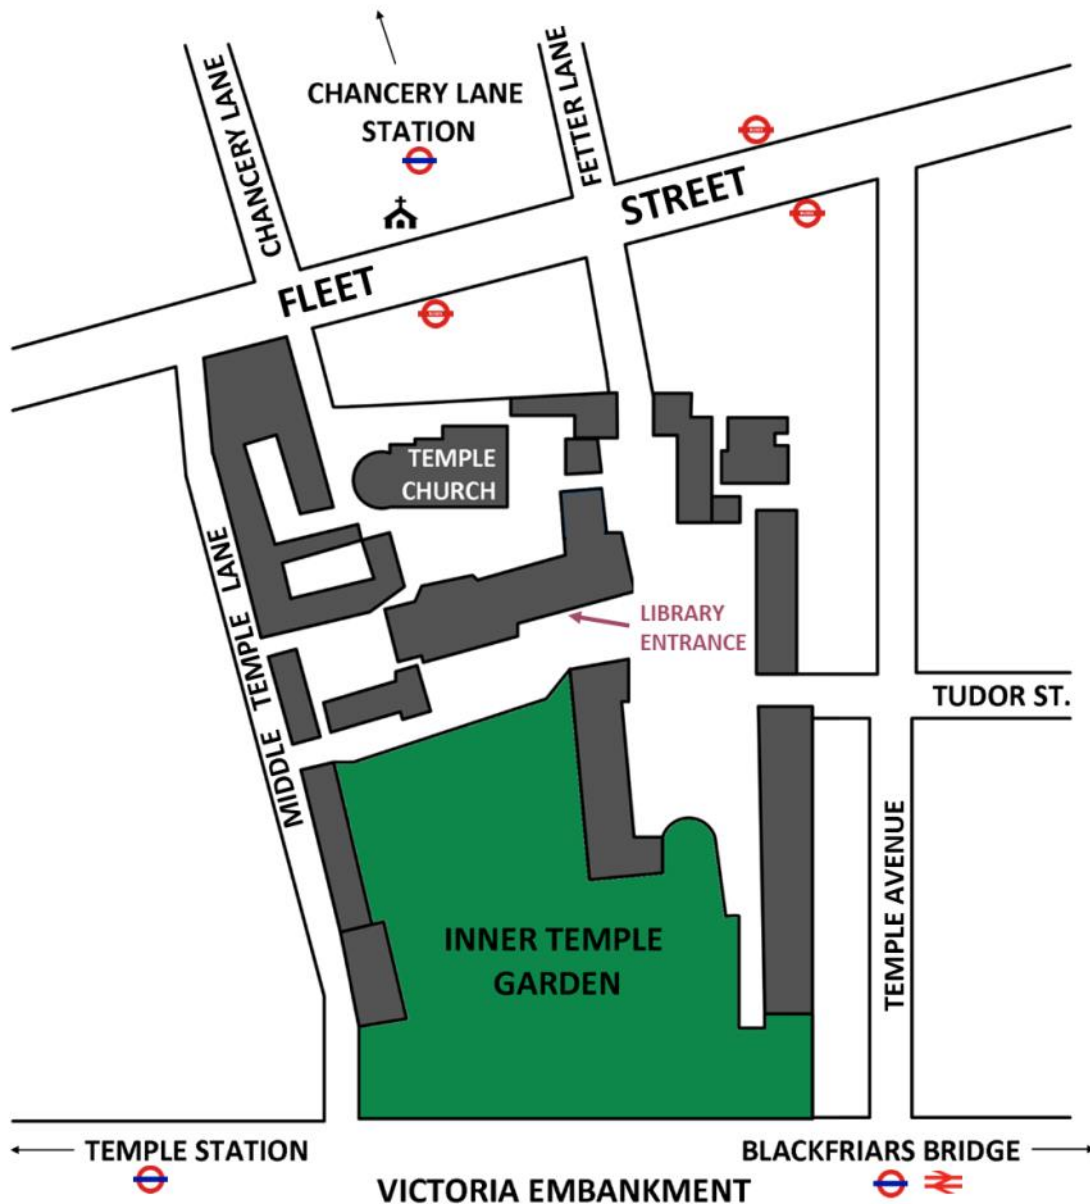 CHANCERY LANE
CHANCERY LANE
STATION
FETTER LANE
FLEET
STREET
TEMPLE
CHURCH
MIDDLE TEMPLE LANE
LIBRARY
ENTRANCE
TUDOR ST.
TEMPLE AVENUE
INNER TEMPLE
GARDEN
TEMPLE STATION
BLACKFRIARS BRIDGE
VICTORIA EMBANKMENT